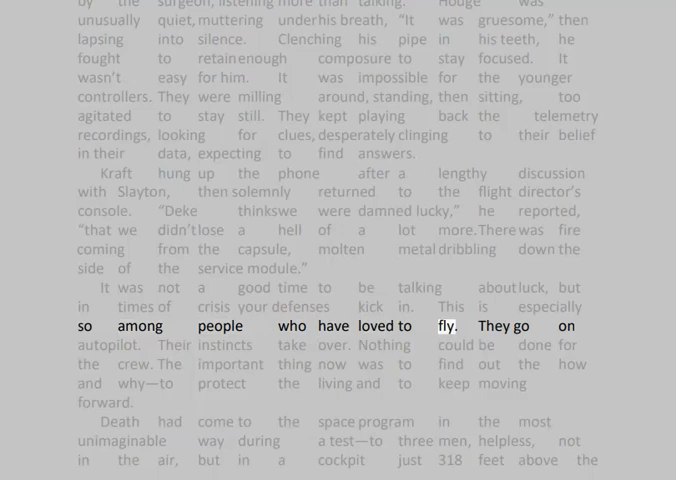 by the surgeon, listening more than talking. Hodge was
unusually quiet, muttering under his breath, “It was gruesome,” then
lapsing into silence. Clenching his pipe in his teeth, he
fought to retain enough composure to stay focused. It
wasn’t easy for him. It was impossible for the younger
controllers. They were milling around, standing, then sitting, too
agitated to stay still. They kept playing back the telemetry
recordings, looking for clues, desperately clinging to their belief
in their data, expecting to find answers.
Kraft hung up the phone after a lengthy discussion
with Slayton, then solemnly returned to the flight director’s
console. “Deke thinks we were damned lucky,” he reported,
“that we didn’t lose a hell of a lot more. There was fire
coming from the capsule, molten metal dribbling down the
side of the service module.”
It was not a good time to be talking about luck, but
in times of crisis your defenses kick in. This is especially
so among people who have loved to fly. They go on
autopilot. Their instincts take over. Nothing could be done for
the crew. The important thing now was to find out the how
and why—to protect the living and to keep moving
forward.
Death had come to the space program in the most
unimaginable way during a test—to three men, helpless, not
in the air, but in a cockpit just 318 feet above the